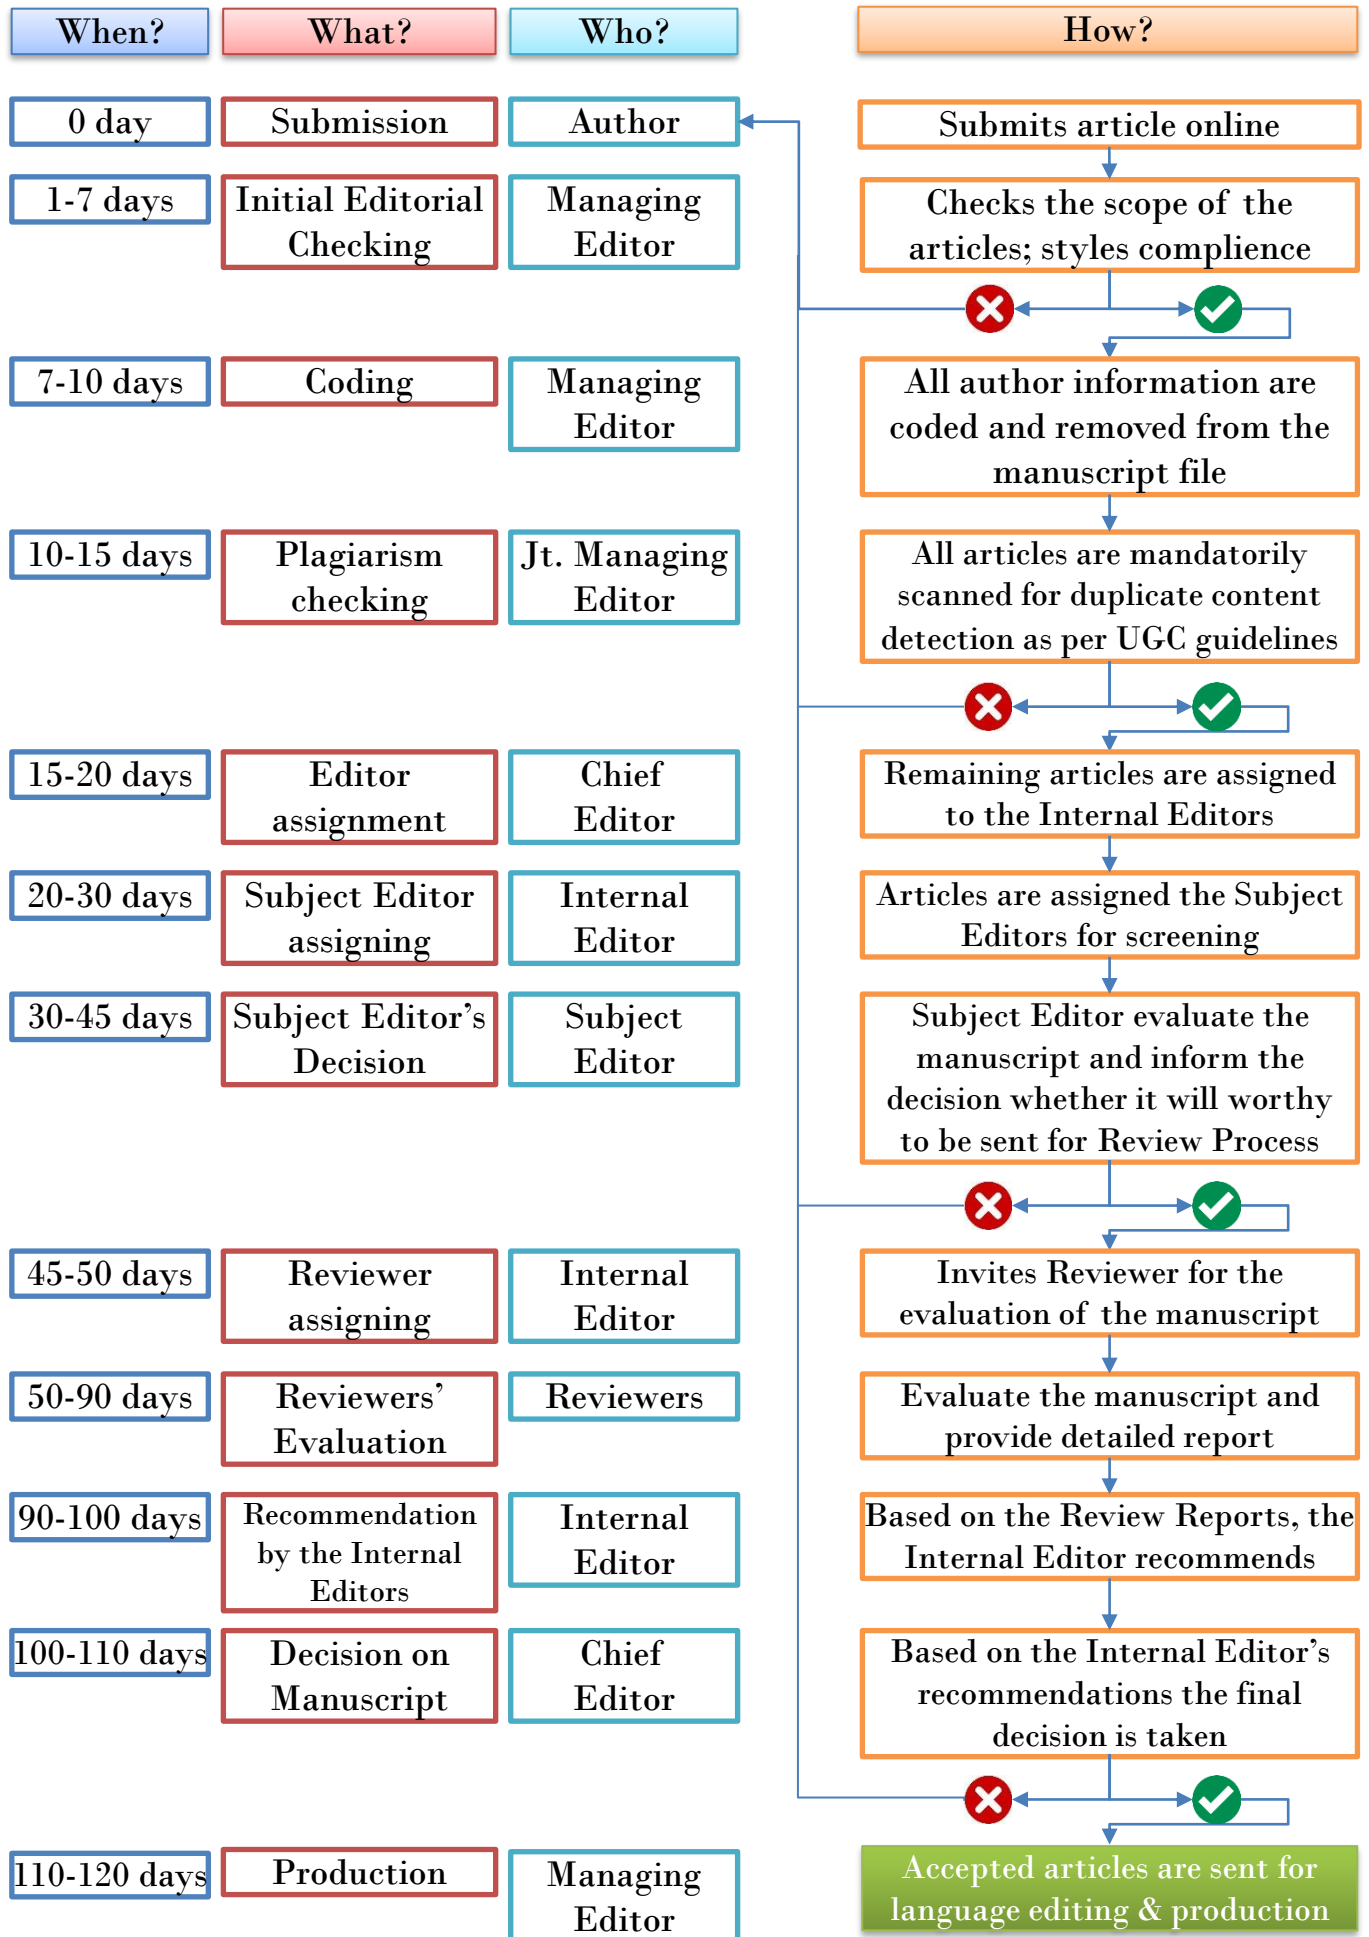 When?
What?
Who?
How?
0 day
Submission
Author
Submits article online
1-7 days
Initial Editorial
Checking
Managing
Editor
Checks the scope of the
articles; styles complience
7-10 days
Coding
Managing
Editor
All author information are
coded and removed from the
manuscript file
10-15 days
Plagiarism
checking
Jt. Managing
Editor
All articles are mandatorily
scanned for duplicate content
detection as per UGC guidelines
15-20 days
Editor
assignment
Chief
Editor
Remaining articles are assigned
to the Internal Editors
20-30 days
Subject Editor
assigning
Internal
Editor
Articles are assigned the Subject
Editors for screening
30-45 days
Subject Editor's
Decision
Subject
Editor
Subject Editor evaluate the
manuscript and inform the
decision whether it will worthy
to be sent for Review Process
45-50 days
Reviewer
assigning
Internal
Editor
Invites Reviewer for the
evaluation of the manuscript
50-90 days
Reviewers'
Evaluation
Reviewers
Evaluate the manuscript and
provide detailed report
90-100 days
Recommendation
by the Internal
Editors
Internal
Editor
Based on the Review Reports, the
Internal Editor recommends
100-110 days
Decision on
Manuscript
Chief
Editor
Based on the Internal Editor's
recommendations the final
decision is taken
110-120 days
Production
Managing
Editor
Accepted articles are sent for
language editing & production